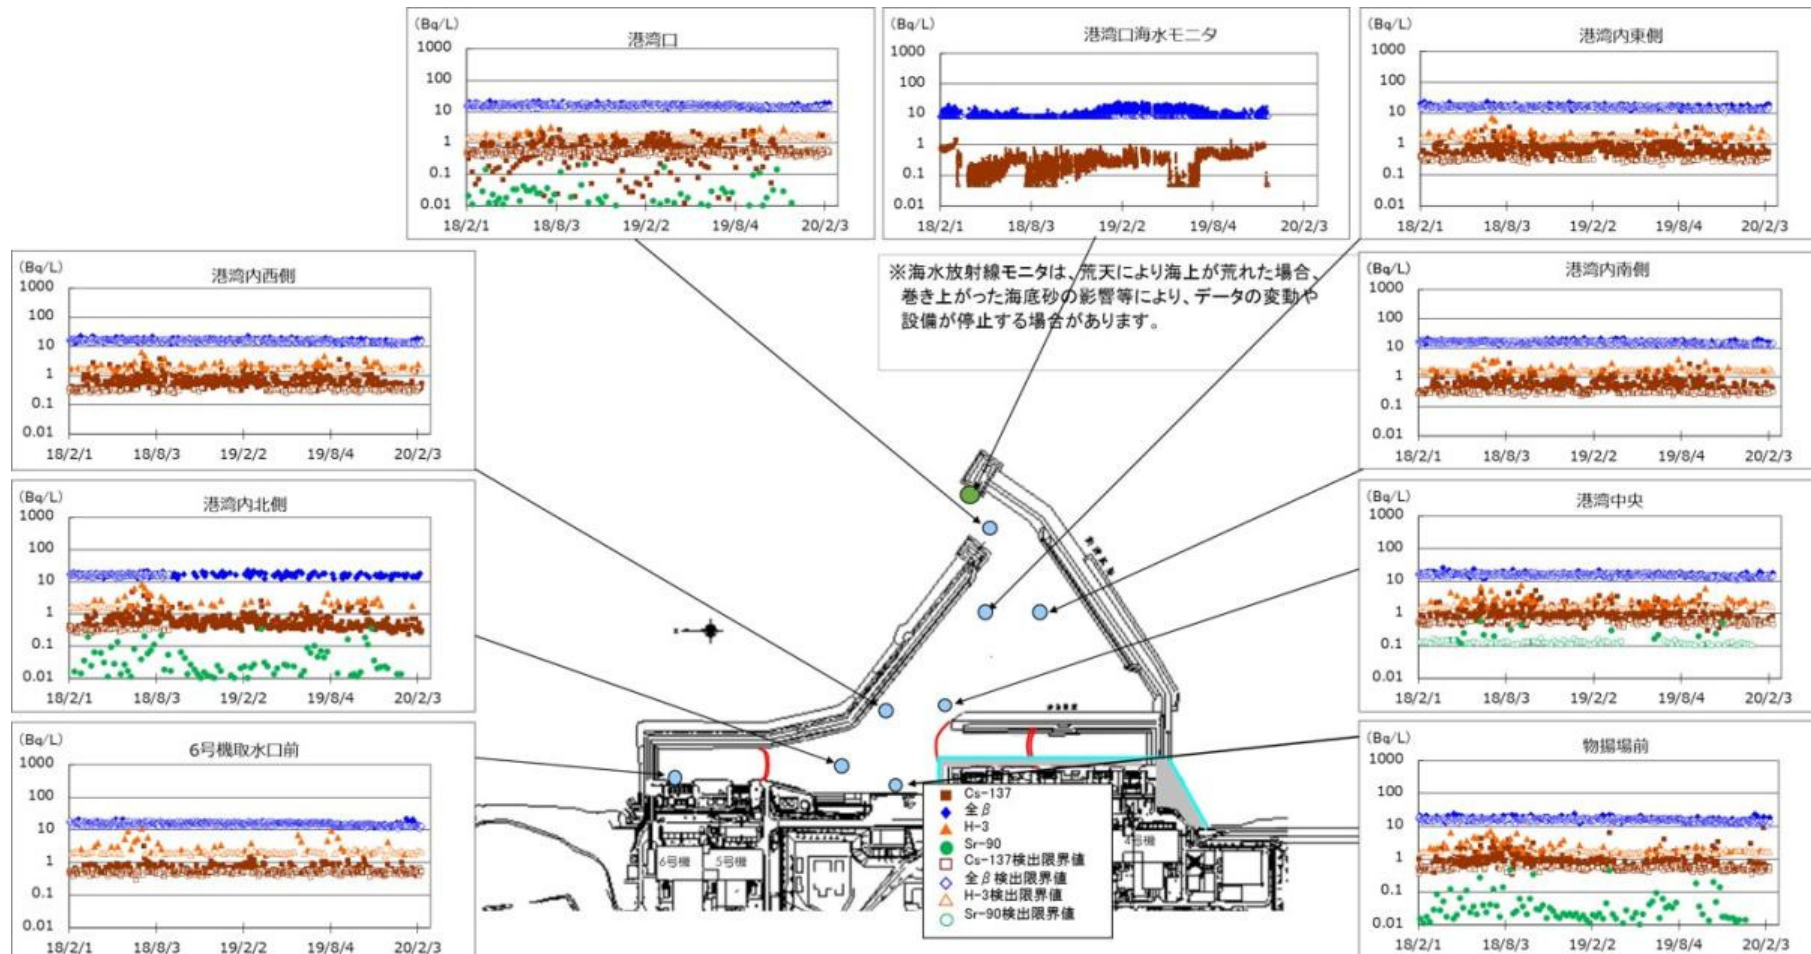 (Bq/L)
港湾口
1000
100
10
1
0.1
0.01
18/2/1 18/8/3 19/2/2 19/8/4 20/2/3
(Bq/L)
港湾口海水モニタ
1000
100
10
1
0.1
0.01
18/2/1 18/8/3 19/2/2 19/8/4 20/2/3
(Bq/L)
港湾内東側
1000
100
10
1
0.1
0.01
18/2/1 18/8/3 19/2/2 19/8/4 20/2/3
※海水放射線モニタは、荒天により海上が荒れた場合、
巻き上がった海底砂の影響等により、データの変動や
設備が停止する場合があります。
(Bq/L)
港湾内西側
1000
100
10
1
0.1
0.01
18/2/1 18/8/3 19/2/2 19/8/4 20/2/3
(Bq/L)
港湾内南側
1000
100
10
1
0.1
0.01
18/2/1 18/8/3 19/2/2 19/8/4 20/2/3
(Bq/L)
港湾内北側
1000
100
10
1
0.1
0.01
18/2/1 18/8/3 19/2/2 19/8/4 20/2/3
(Bq/L)
港湾中央
1000
100
10
1
0.1
0.01
18/2/1 18/8/3 19/2/2 19/8/4 20/2/3
(Bq/L)
6号機取水口前
1000
100
10
1
0.1
0.01
18/2/1 18/8/3 19/2/2 19/8/4 20/2/3
(Bq/L)
物揚場前
1000
100
10
1
0.1
0.01
18/2/1 18/8/3 19/2/2 19/8/4 20/2/3
Cs-137
全β
H-3
Sr-90
Cs-137検出限界値
全β検出限界値
H-3検出限界値
Sr-90検出限界値
6号機
5号機
4号機